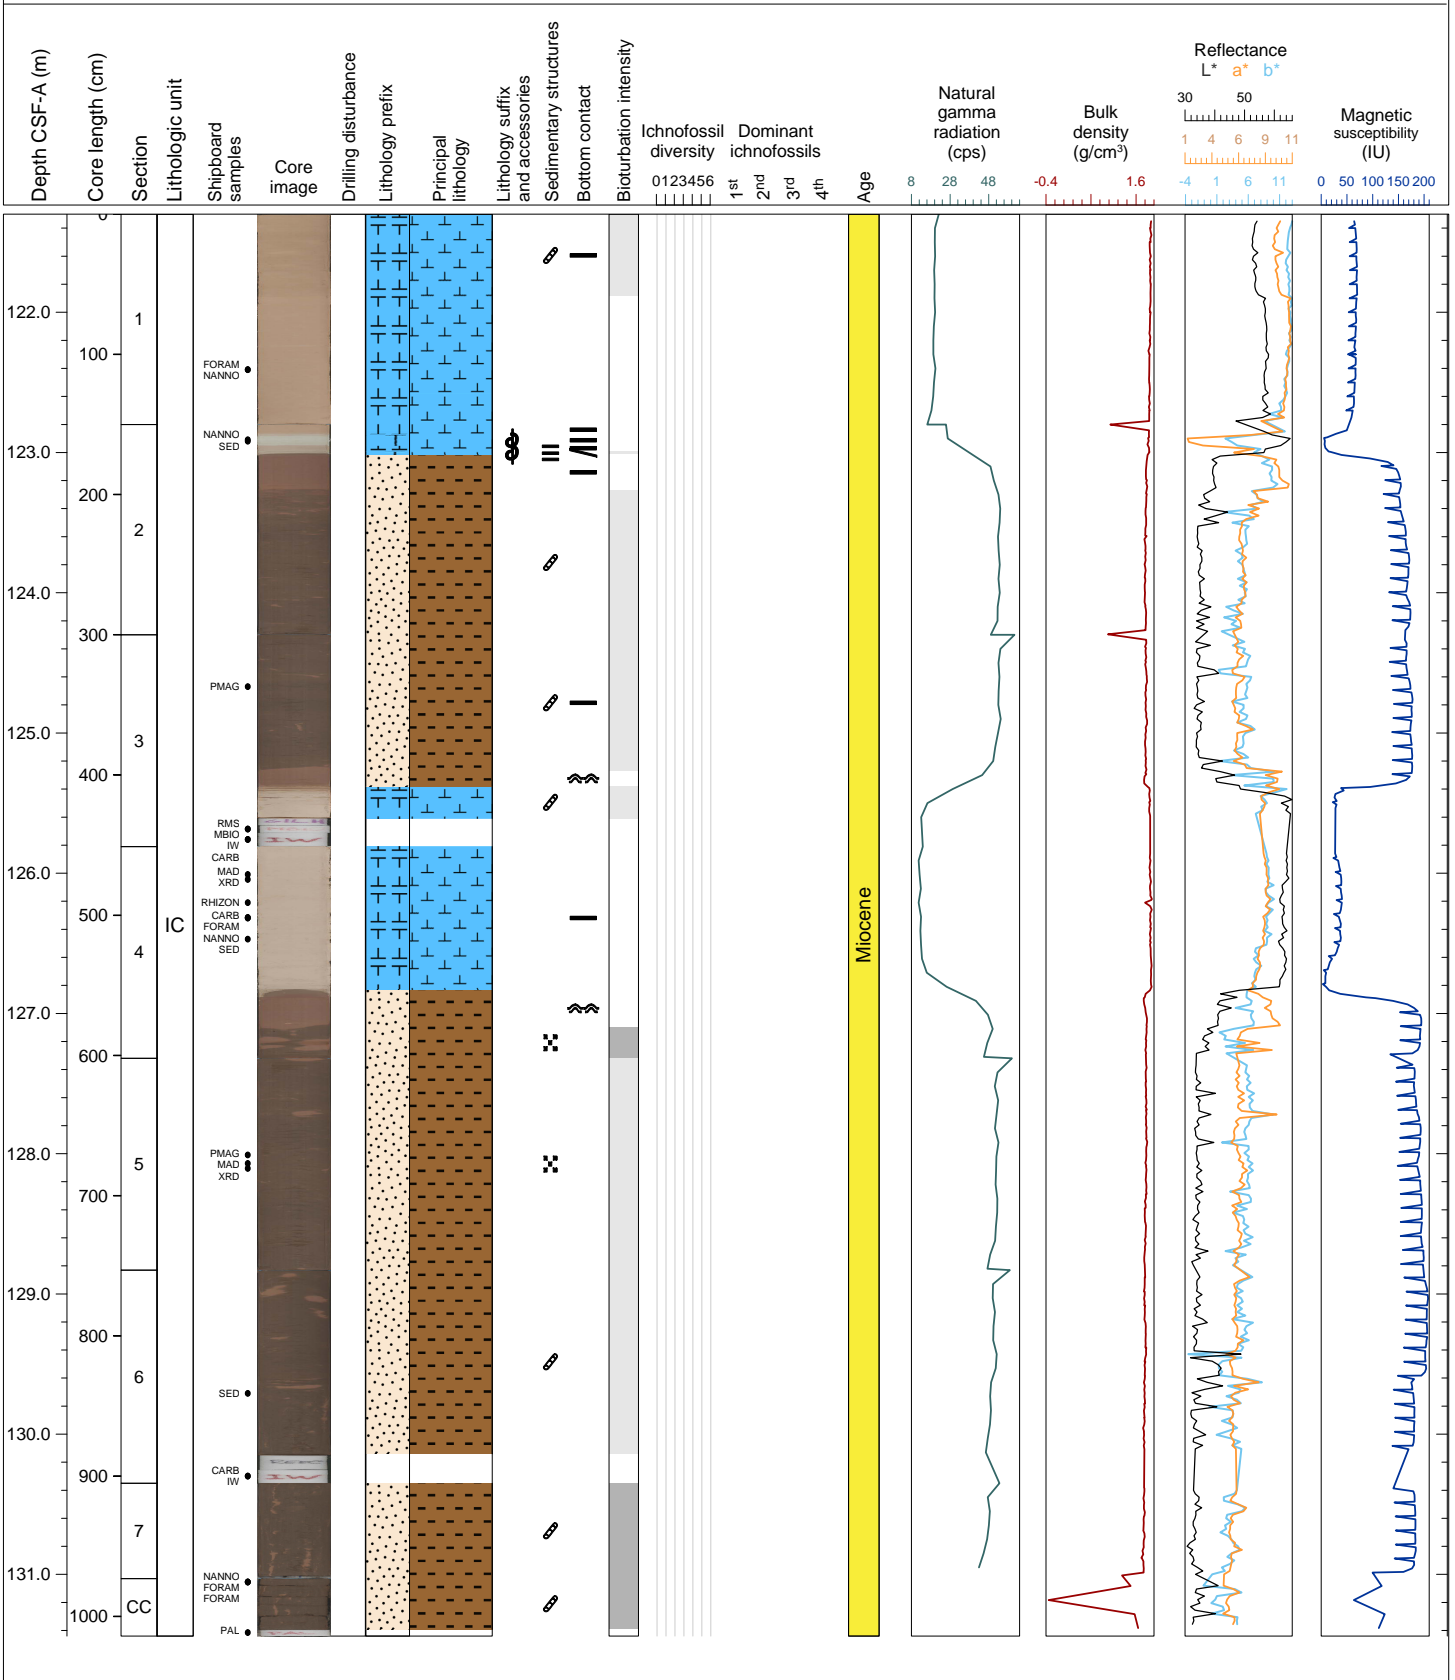 Depth CSF-A (m)
Core length (cm)
Section
Lithologic unit
Shipboard
samples
Core
image
Drilling disturbance
Lithology prefix
Principal
lithology
Lithology suffix
and accessories
Sedimentary structures
Bottom contact
Bioturbation intensity
Ichnofossil
diversity
0123456
Dominant
ichnofossils
1st 2nd 3rd 4th
Age
Natural
gamma
radiation
(cps)
8 28 48
Bulk
density
(g/cm³)
-0.4 1.6
Reflectance
L* a* b*
30 50
1 4 6 9 11
-4 1 6 11
Magnetic
susceptibility
(IU)
0 50 100 150 200
0
122.0
1
100
FORAM
NANNO
NANNO
SED
123.0
200
2
124.0
300
PMAG
125.0
3
400
RMS
MBIO
IW
IW
CARB
126.0
MAD
XRD
RHIZON
500
CARB
FORAM
IC
NANNO
SED
4
Miocene
127.0
600
128.0
PMAG
MAD
XRD
5
700
129.0
800
6
SED
130.0
CARB
IW
IW
900
7
131.0
NANNO
FORAM
FORAM
CC
1000
PAL